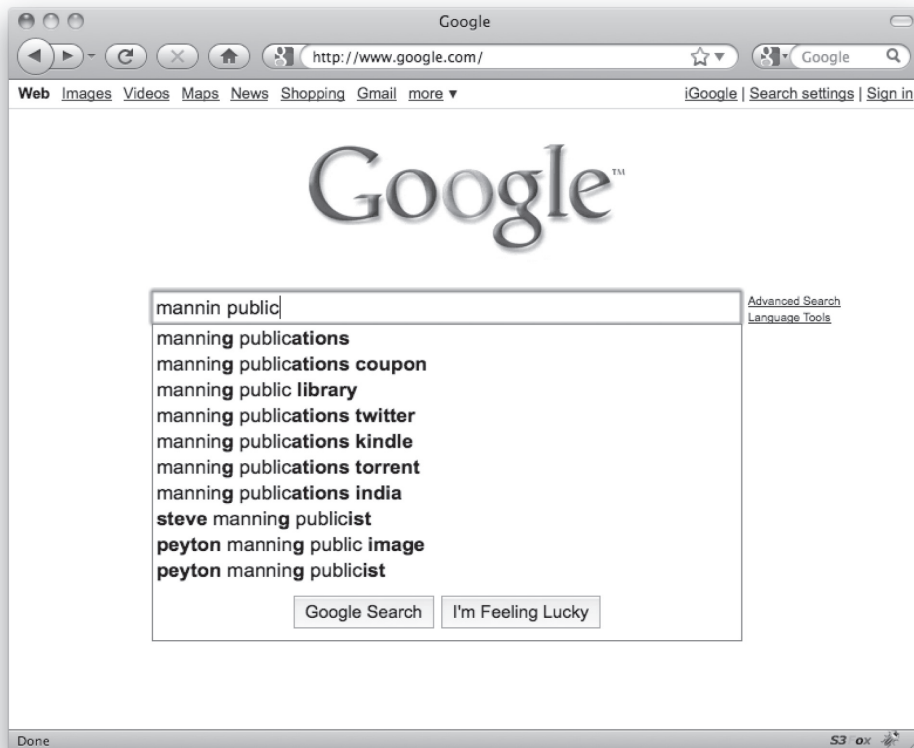 Google
http://www.google.com/
Google
Web Images Videos Maps News Shopping Gmail more ▼
iGoogle | Search settings | Sign in
Google™
mannin public
Advanced Search
Language Tools
manning publications
manning publications coupon
manning public library
manning publications twitter
manning publications kindle
manning publications torrent
manning publications india
steve manning publicist
peyton manning public image
peyton manning publicist
Google Search
I'm Feeling Lucky
Done
S3 ox